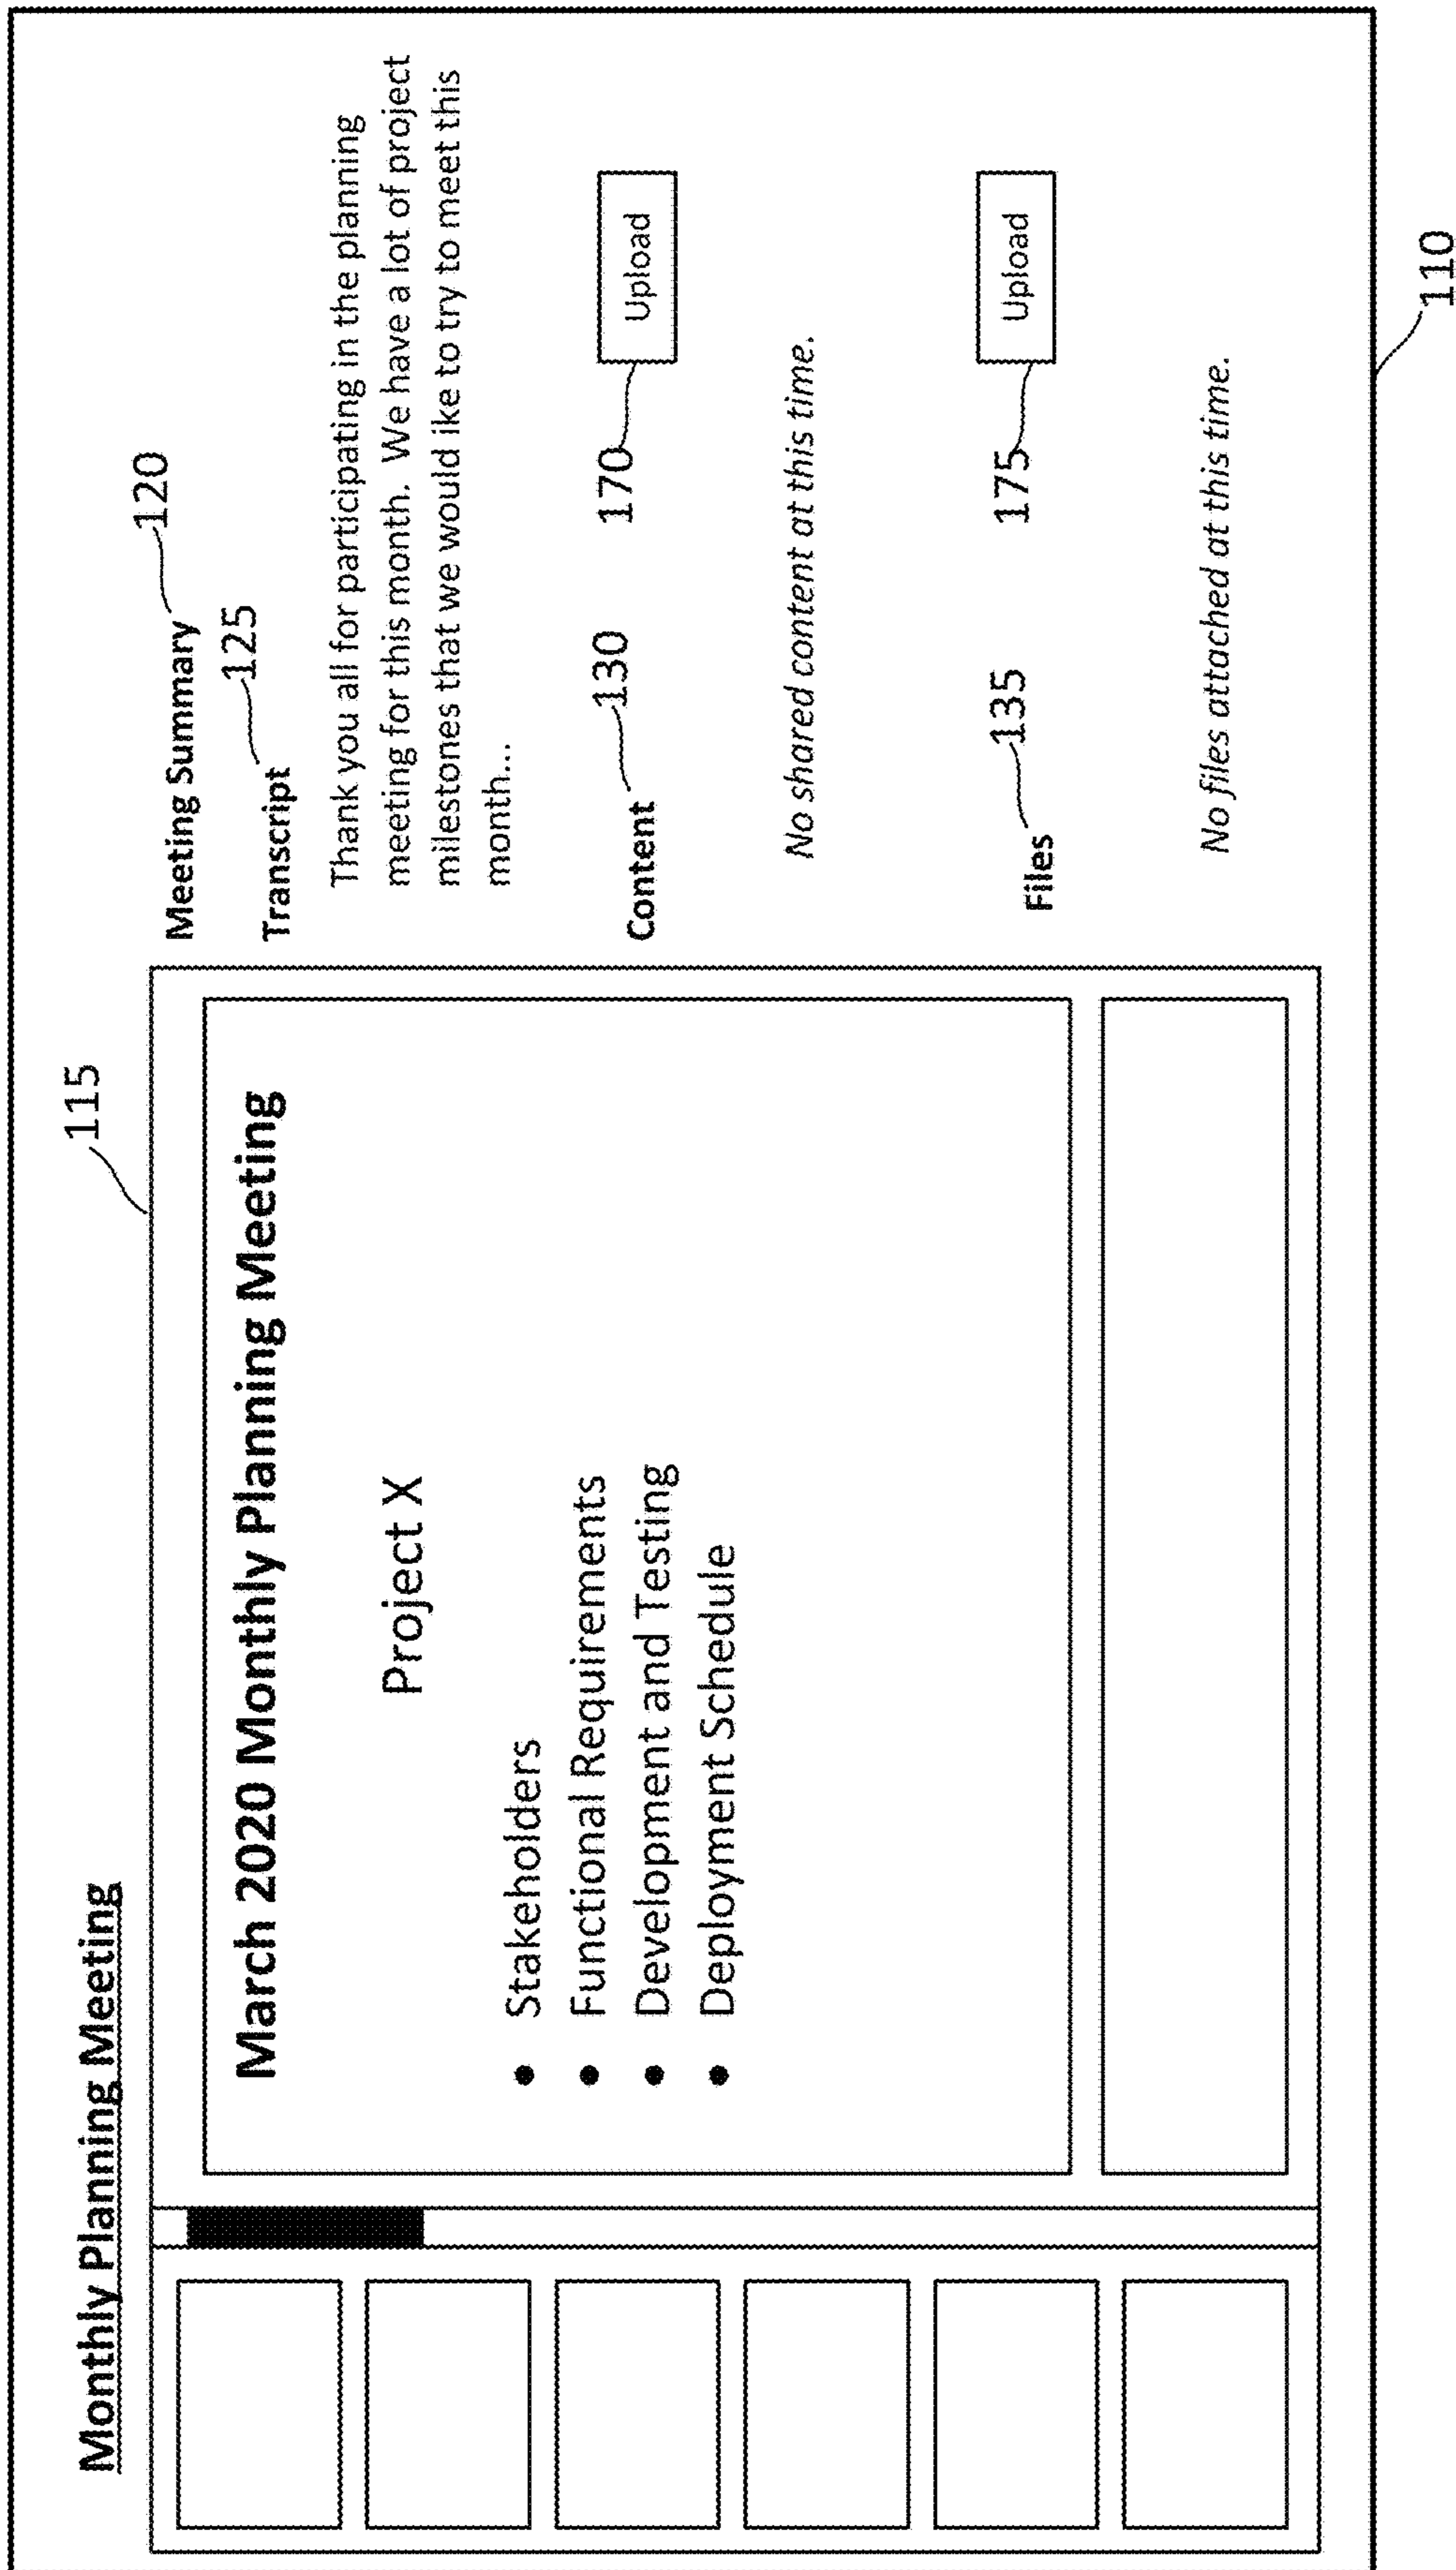 Monthly Planning Meeting
115
March 2020 Monthly Planning Meeting
Project X
• Stakeholders
• Functional Requirements
• Development and Testing
• Deployment Schedule
Meeting Summary 120
Transcript 125
Thank you all for participating in the planning
meeting for this month. We have a lot of project
milestones that we would ike to try to meet this
month...
Content 130 170 Upload
No shared content at this time.
Files 135 175 Upload
No files attached at this time.
110